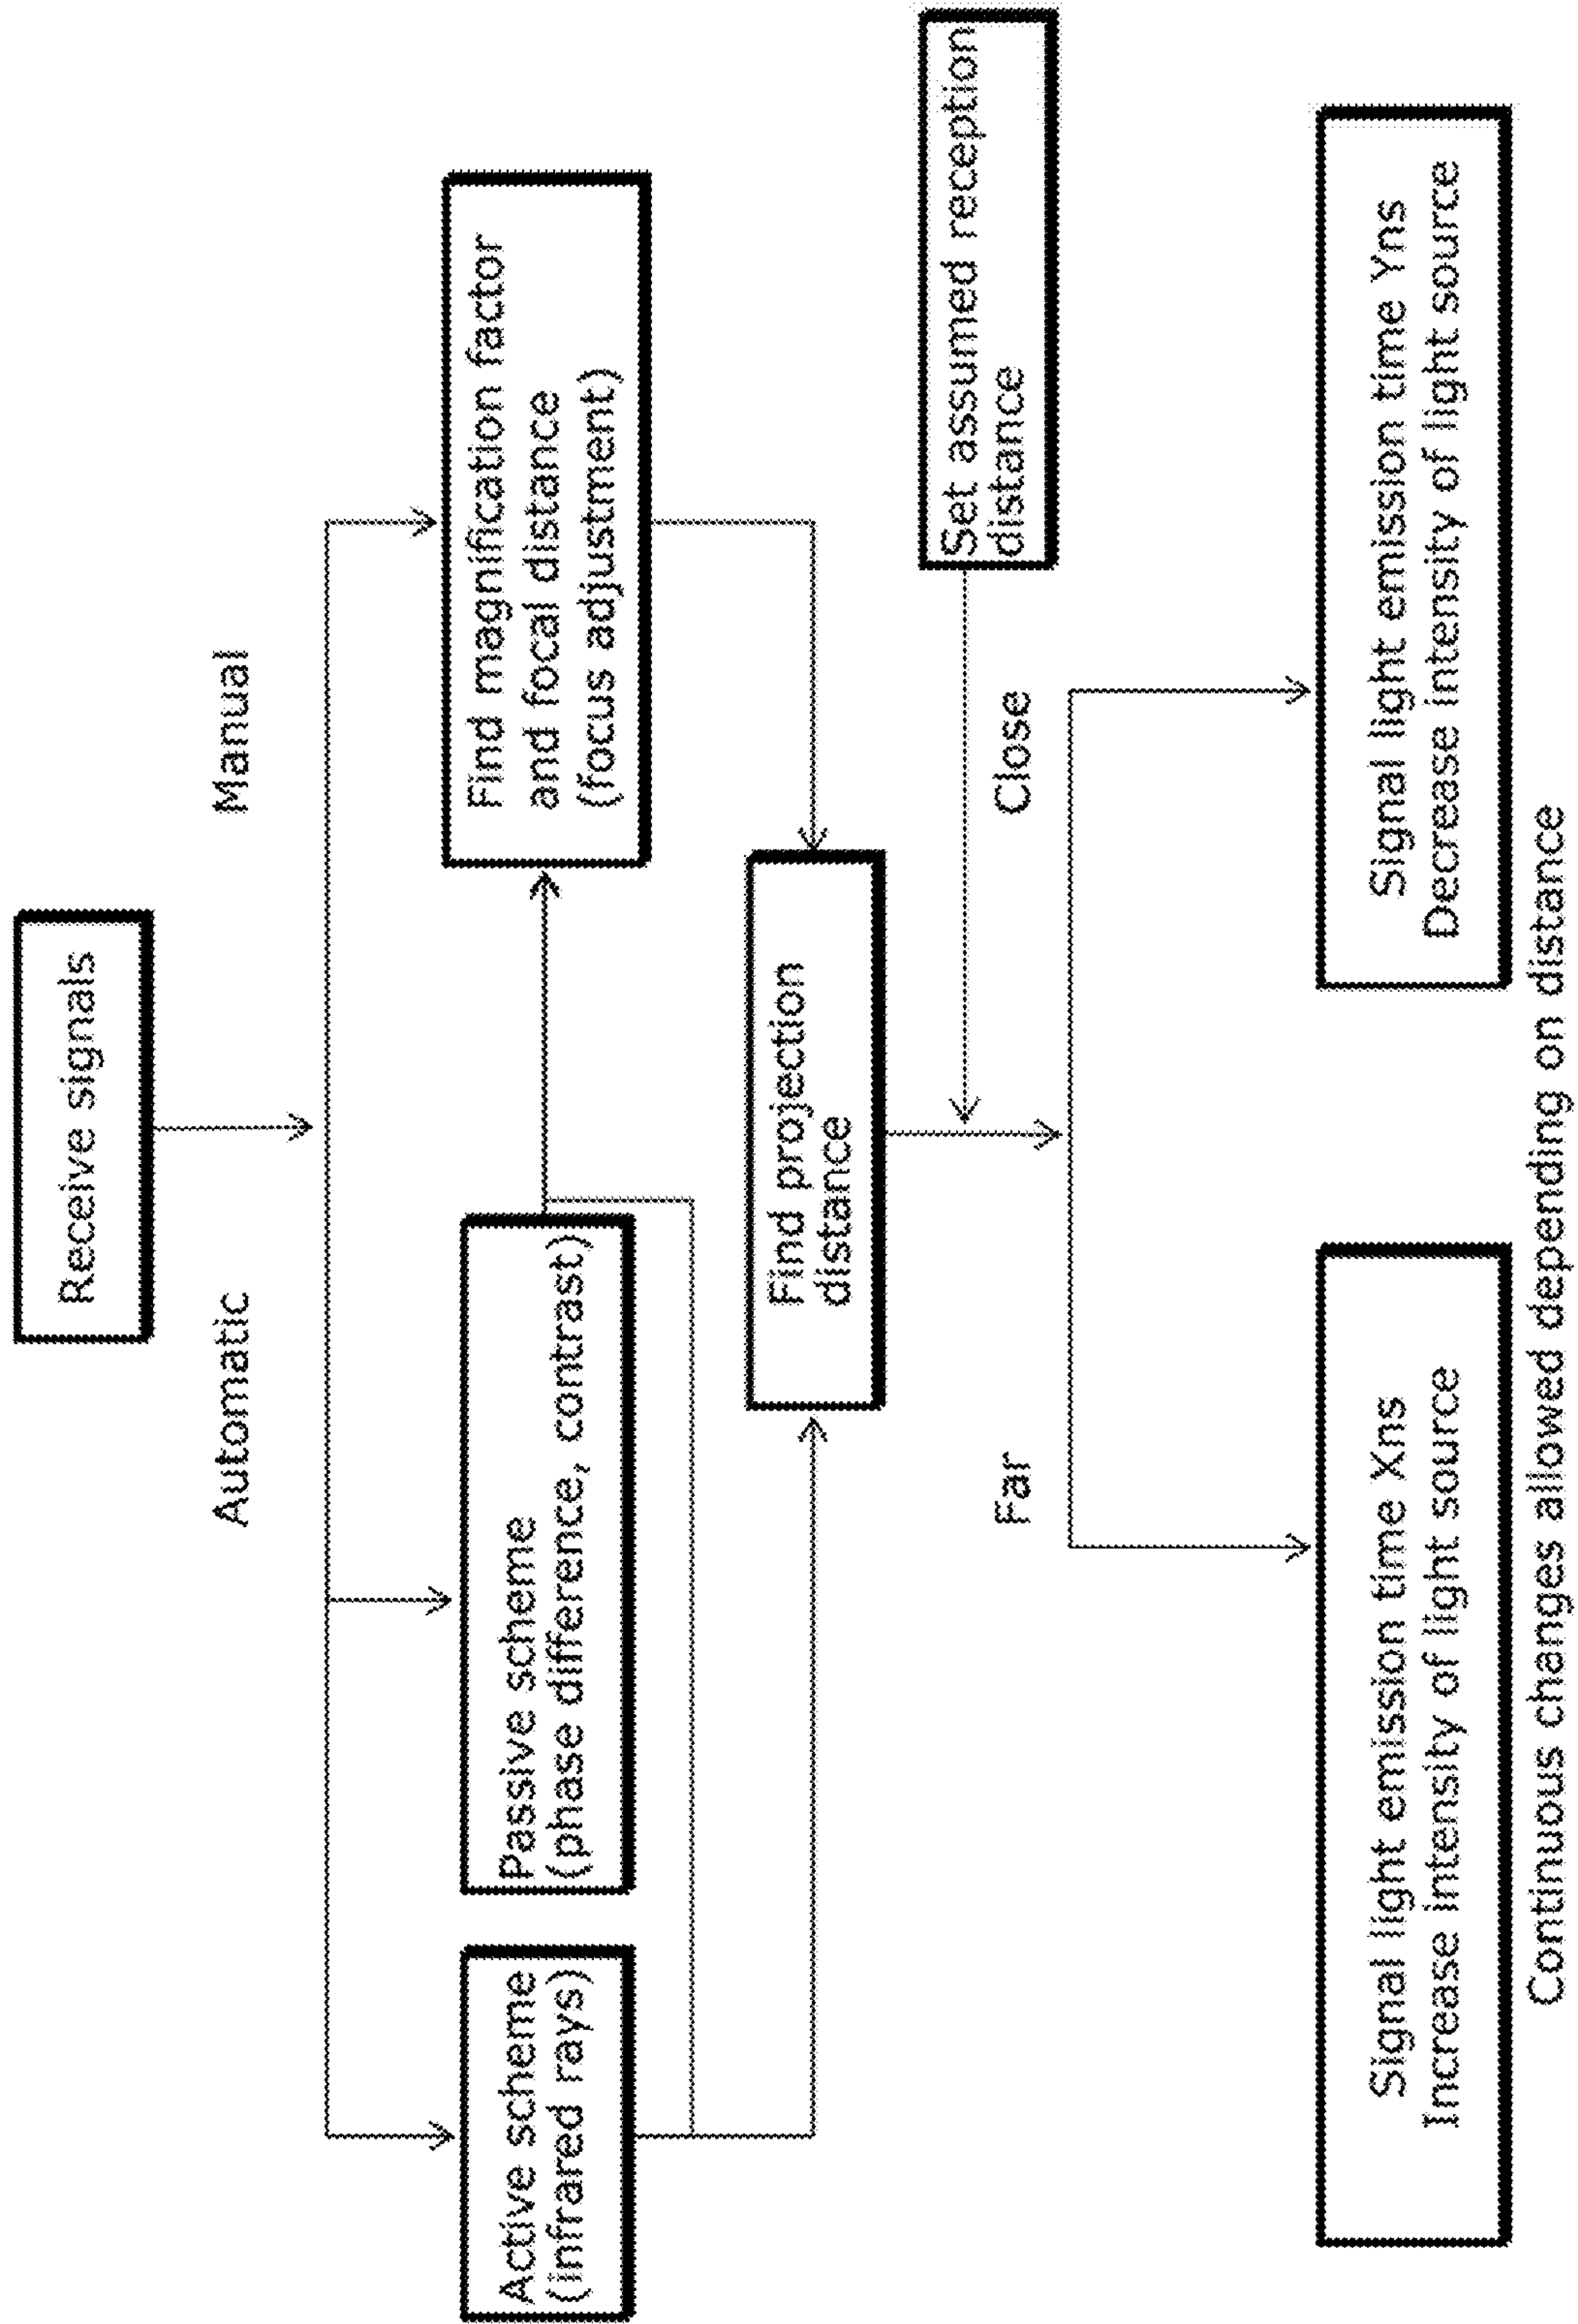 Receive signals
Automatic
Manual
Active scheme
(infrared rays)
Passive scheme
(phase difference, contrast)
Find magnification factor
and focal distance
(focus adjustment)
Find projection
distance
Set assumed reception
distance
Far
Close
Signal light emission time Xns
Increase intensity of light source
Signal light emission time Yns
Decrease intensity of light source
Continuous changes allowed depending on distance